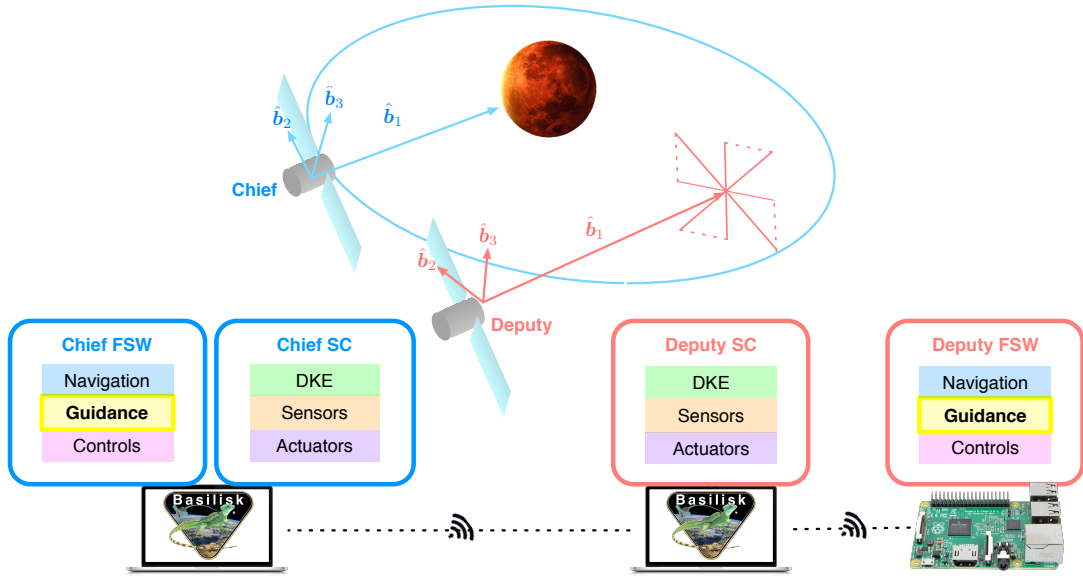 b̂₃
b̂₂
b̂₁
Chief
b̂₃
b̂₂
b̂₁
Deputy
Chief FSW
Navigation
Guidance
Controls
Chief SC
DKE
Sensors
Actuators
Deputy SC
DKE
Sensors
Actuators
Deputy FSW
Navigation
Guidance
Controls
Basilisk
Basilisk